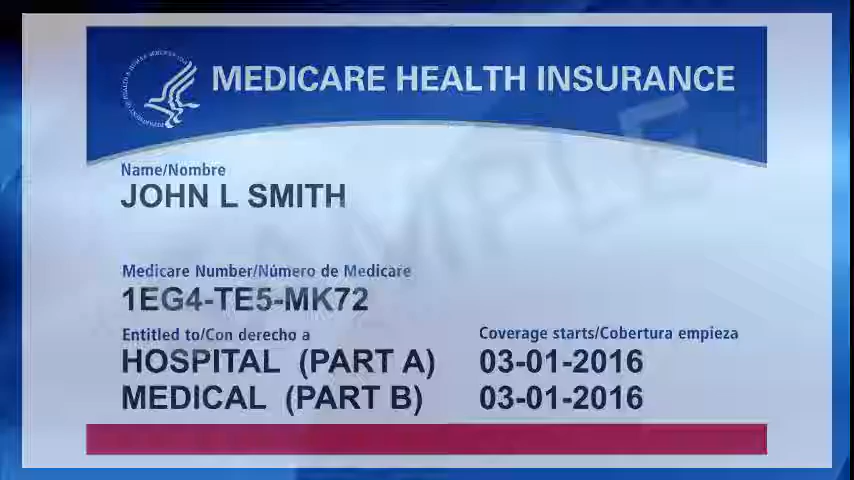 MEDICARE HEALTH INSURANCE
Name/Nombre
JOHN L SMITH
Medicare Number/Número de Medicare
1EG4-TE5-MK72
Entitled to/Con derecho a
Coverage starts/Cobertura empieza
HOSPITAL (PART A) 03-01-2016
MEDICAL (PART B) 03-01-2016
SAMPLE